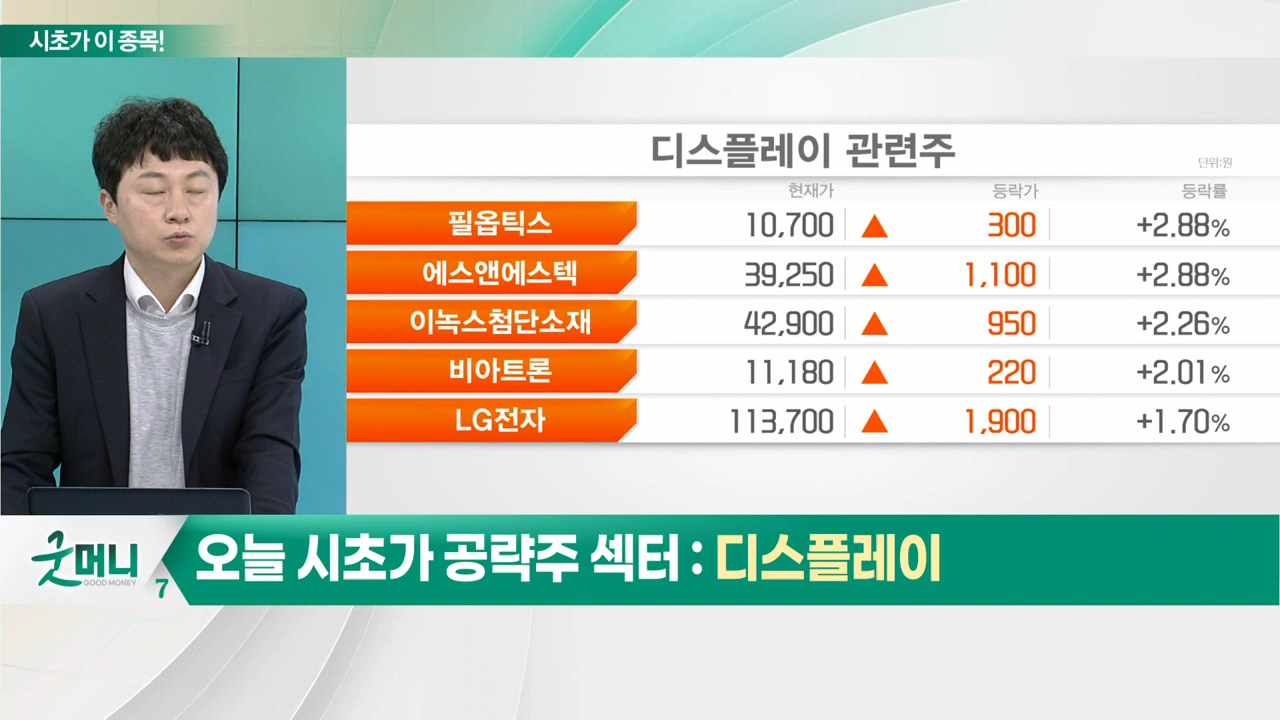 시초가 이 종목!
디스플레이 관련주
단위:원
현재가 등락가 등락률
필옵틱스 10,700 ▲ 300 +2.88%
에스앤에스텍 39,250 ▲ 1,100 +2.88%
이녹스첨단소재 42,900 ▲ 950 +2.26%
비아트론 11,180 ▲ 220 +2.01%
LG전자 113,700 ▲ 1,900 +1.70%
굿머니
GOOD MONEY
7
오늘 시초가 공략주 섹터 : 디스플레이